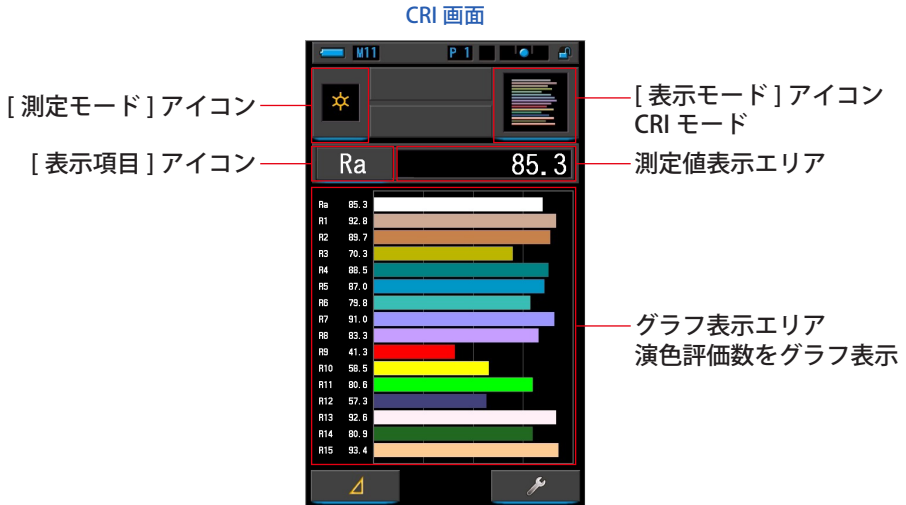 CRI 画面
M11 P 1
[ 測定モード ] アイコン
[ 表示モード ] アイコン
CRI モード
[ 表示項目 ] アイコン
Ra 85.3
測定値表示エリア
Ra 85.3
R1 92.8
R2 89.7
R3 70.3
R4 88.5
R5 87.0
R6 79.8
R7 91.0
R8 83.3
R9 41.3
R10 58.5
R11 80.6
R12 57.3
R13 92.6
R14 80.9
R15 93.4
グラフ表示エリア
演色評価数をグラフ表示